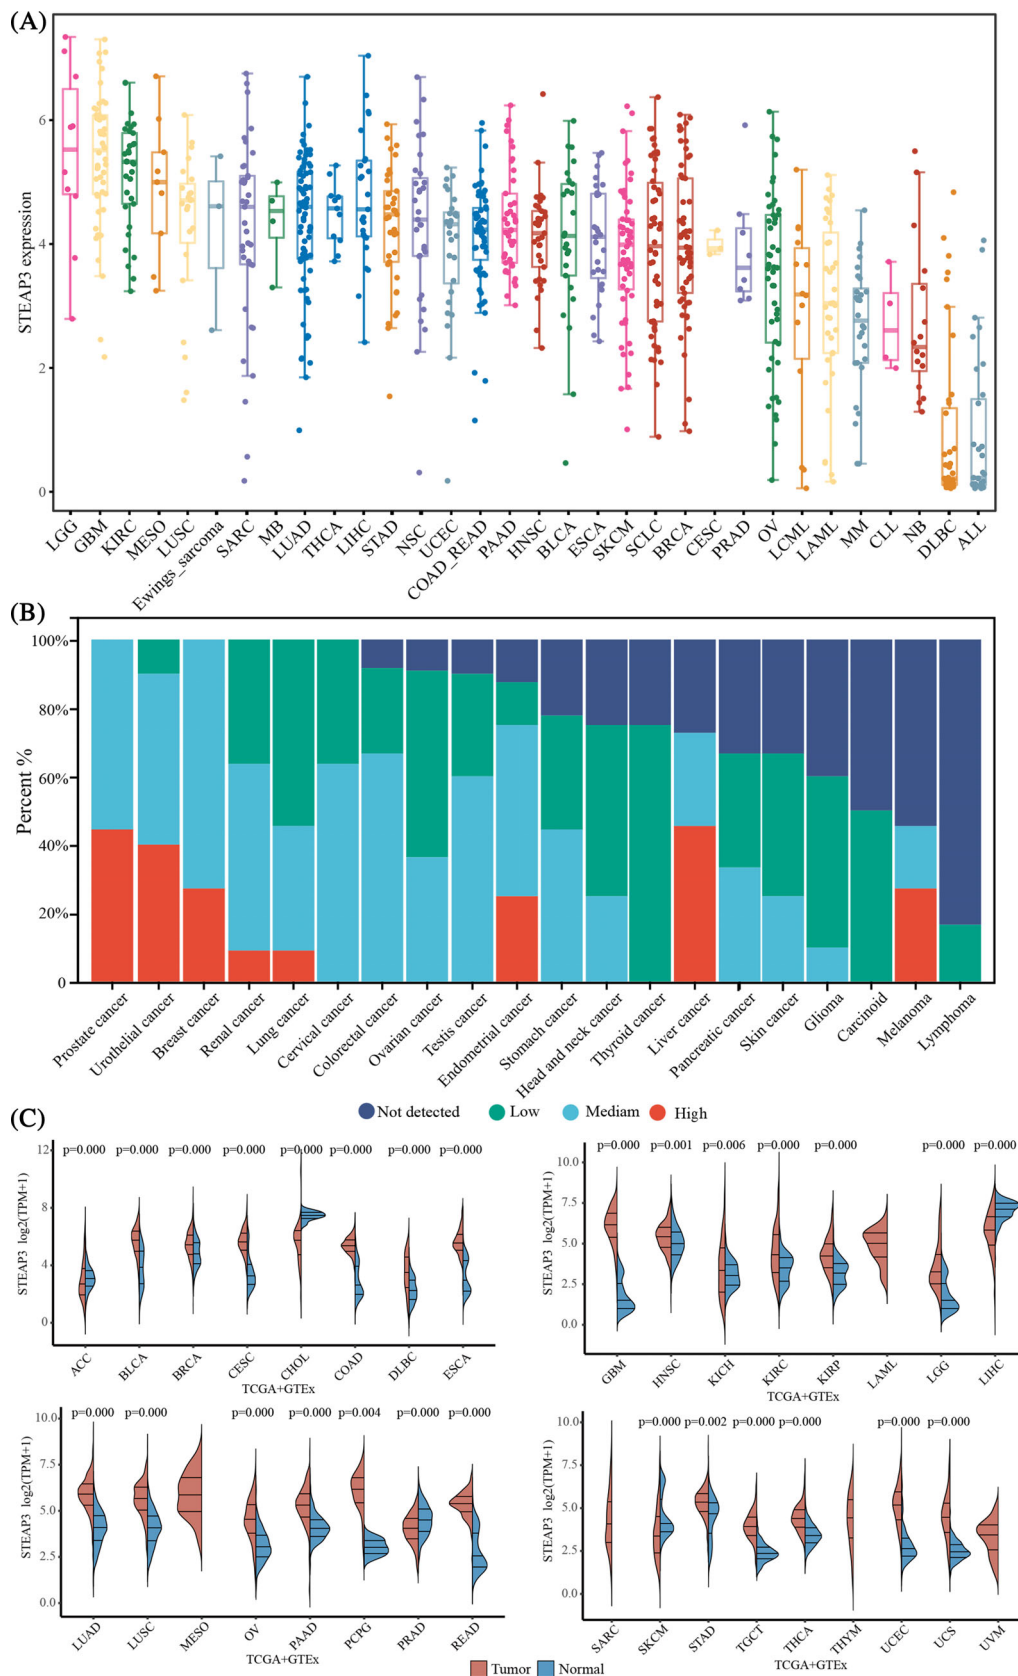 (A)
STEAP3 expression
6
4
2
0
LGG
GBM
KIRC
MESO
LUSC
Ewings_sarcoma
SARC
MB
LUAD
THCA
LIHC
STAD
NSC
UCEC
COAD_READ
PAAD
HNSC
BLCA
ESCA
SKCM
SCLC
BRCA
CESC
PRAD
OV
LCML
LAML
MM
CLL
NB
DLBC
ALL
(B)
Percent %
100%
80%
60%
40%
20%
0
Prostate cancer
Urothelial cancer
Breast cancer
Renal cancer
Lung cancer
Cervical cancer
Colorectal cancer
Ovarian cancer
Testis cancer
Endometrial cancer
Stomach cancer
Head and neck cancer
Thyroid cancer
Liver cancer
Pancreatic cancer
Skin cancer
Glioma
Carcinoid
Melanoma
Lymphoma
Not detected Low Mediam High
(C)
STEAP3 log2(TPM+1)
12
8
4
0
p=0.000 p=0.000 p=0.000 p=0.000 p=0.000 p=0.000 p=0.000 p=0.000
ACC
BLCA
BRCA
CESC
CHOL
COAD
DLBC
ESCA
TCGA+GTEx
STEAP3 log2(TPM+1)
10.0
7.5
5.0
2.5
0.0
p=0.000 p=0.001 p=0.006 p=0.000 p=0.000 p=0.000 p=0.000
GBM
HNSC
KICH
KIRC
KIRP
LAML
LGG
LIHC
TCGA+GTEx
STEAP3 log2(TPM+1)
10.0
7.5
5.0
2.5
0.0
p=0.000 p=0.000 p=0.000 p=0.000 p=0.004 p=0.000 p=0.000
LUAD
LUSC
MESO
OV
PAAD
PCPG
PRAD
READ
TCGA+GTEx
STEAP3 log2(TPM+1)
10.0
7.5
5.0
2.5
0.0
p=0.000 p=0.002 p=0.000 p=0.000 p=0.000 p=0.000
SARC
SKCM
STAD
TGCT
THCA
THYM
UCEC
UCS
UVM
TCGA+GTEx
Tumor Normal